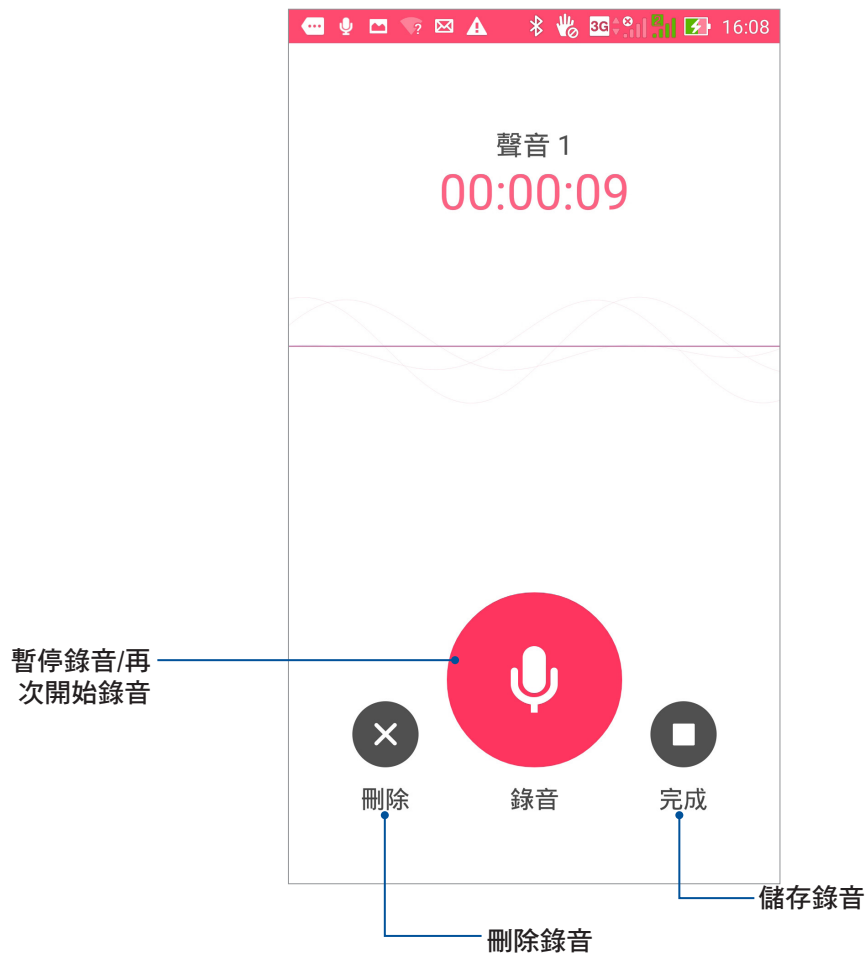 3G 16:08
聲音 1
00:00:09
暫停錄音/再
次開始錄音
刪除 錄音 完成
儲存錄音
刪除錄音